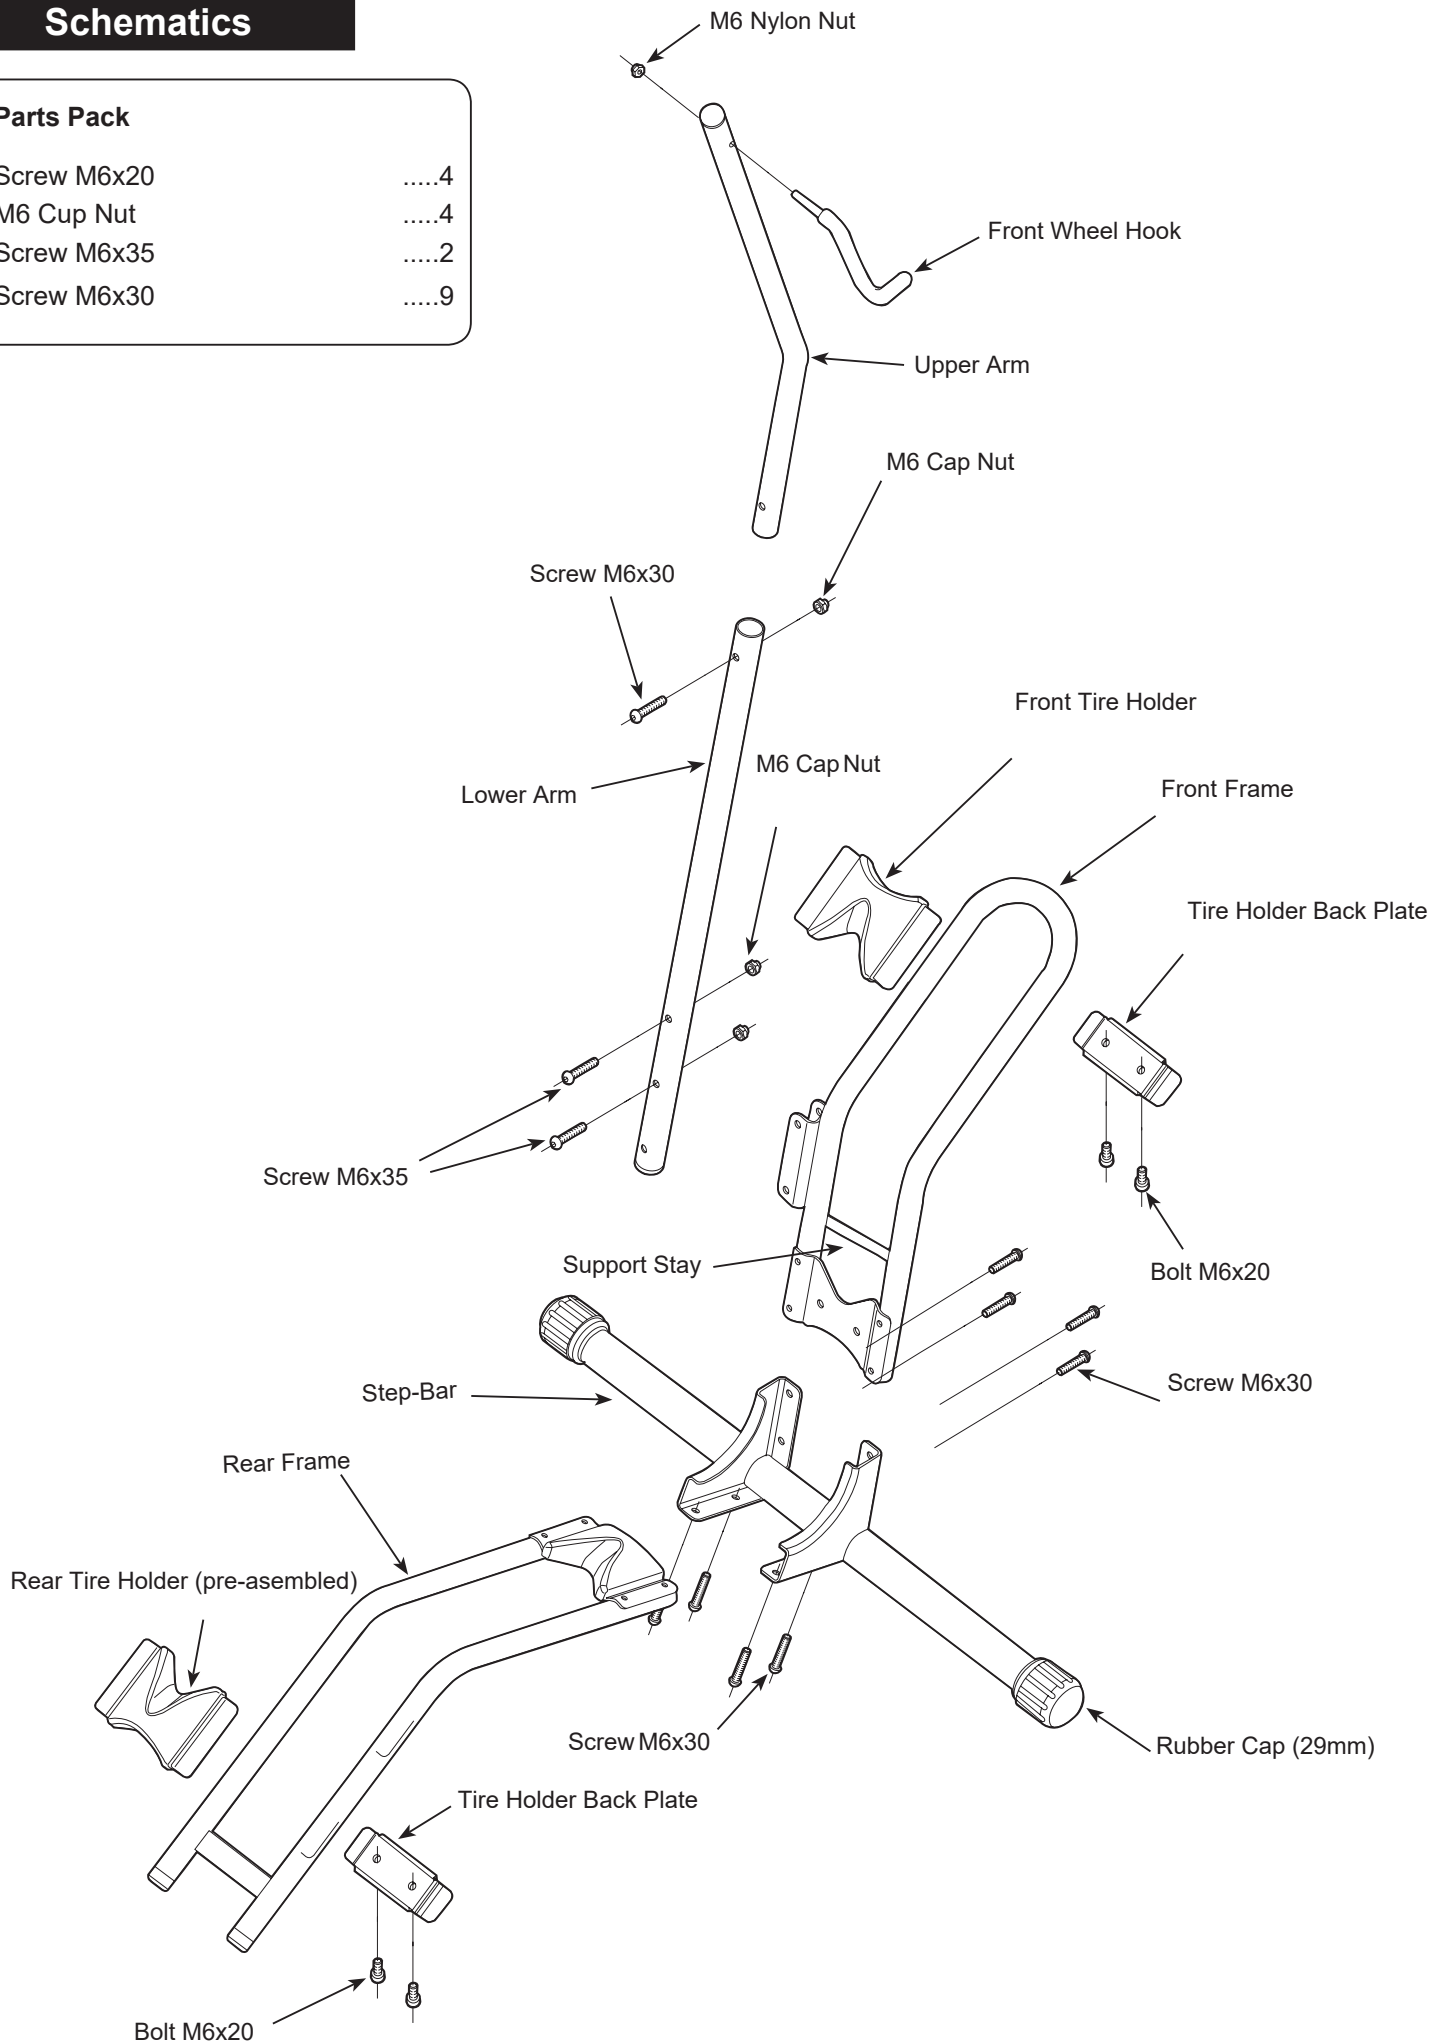 Schematics
Parts Pack
Screw M6x20 .....4
M6 Cup Nut .....4
Screw M6x35 .....2
Screw M6x30 .....9
M6 Nylon Nut
Front Wheel Hook
Upper Arm
M6 Cap Nut
Screw M6x30
Front Tire Holder
M6 Cap Nut
Lower Arm
Front Frame
Tire Holder Back Plate
Screw M6x35
Support Stay
Bolt M6x20
Step-Bar
Screw M6x30
Rear Frame
Rear Tire Holder (pre-asembled)
Screw M6x30
Rubber Cap (29mm)
Tire Holder Back Plate
Bolt M6x20